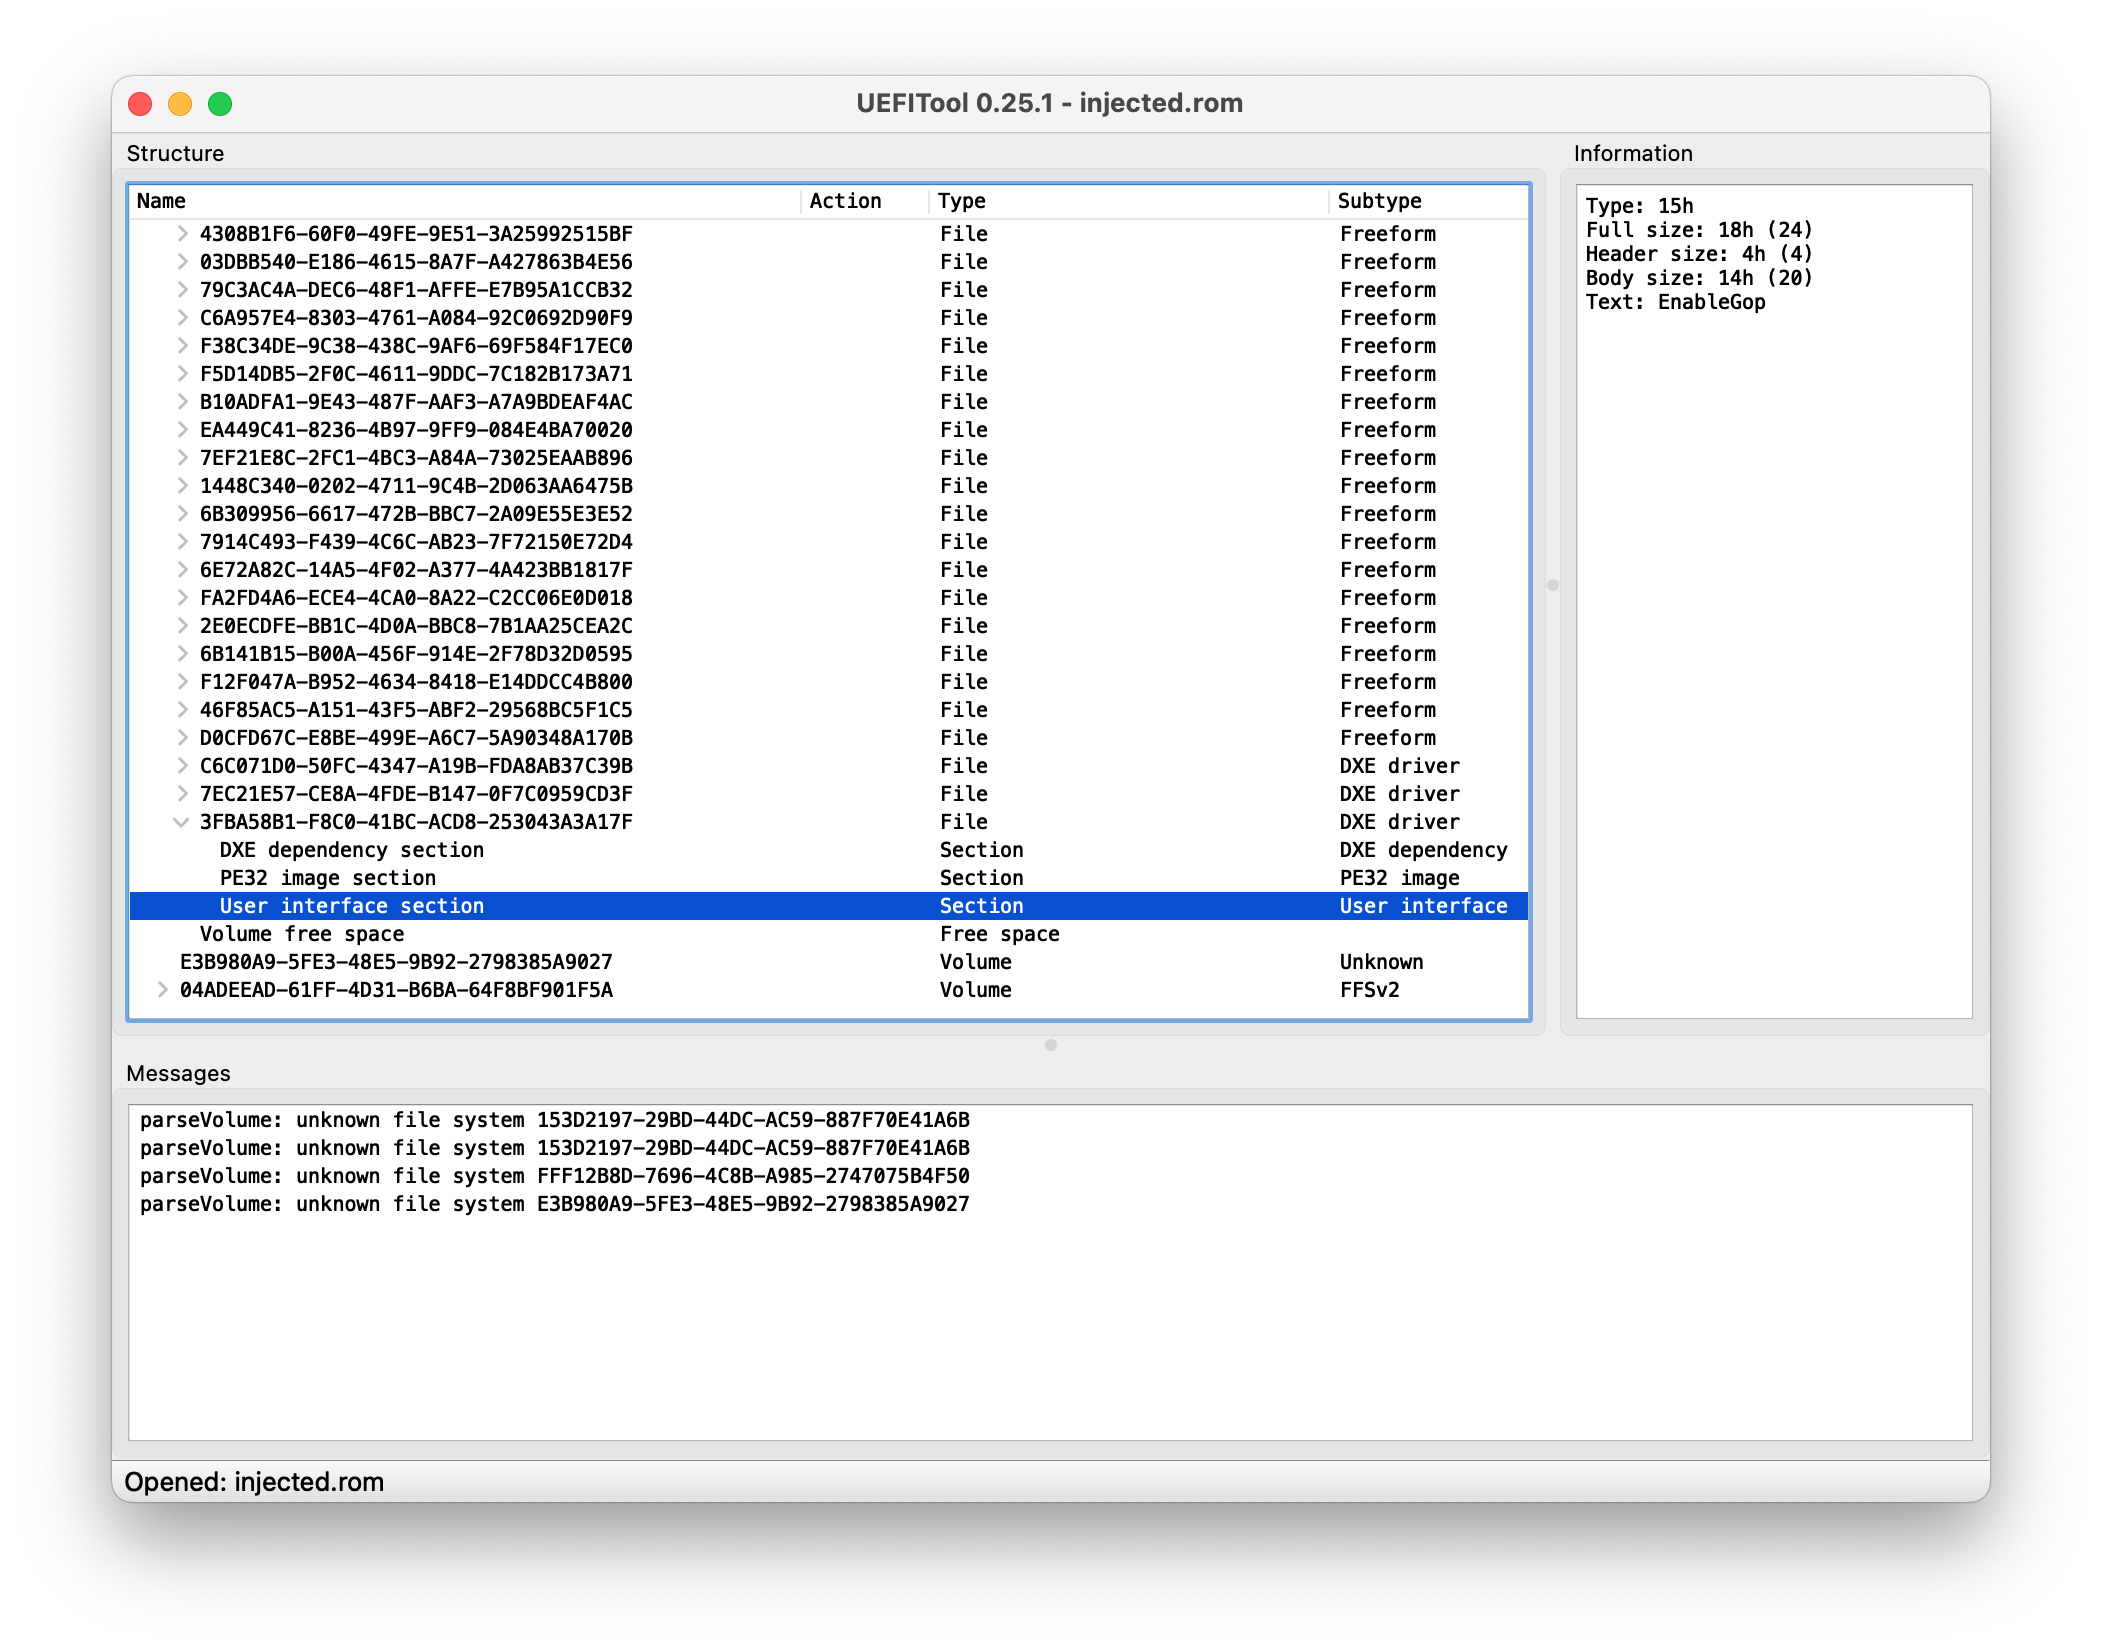 UEFITool 0.25.1 - injected.rom
Structure
Name Action Type Subtype
4308B1F6-60F0-49FE-9E51-3A25992515BF File Freeform
03DBB540-E186-4615-8A7F-A427863B4E56 File Freeform
79C3AC4A-DEC6-48F1-AFFE-E7B95A1CCB32 File Freeform
C6A957E4-8303-4761-A084-92C0692D90F9 File Freeform
F38C34DE-9C38-438C-9AF6-69F584F17EC0 File Freeform
F5D14DB5-2F0C-4611-9DDC-7C182B173A71 File Freeform
B10ADFA1-9E43-487F-AAF3-A7A9BDEAF4AC File Freeform
EA449C41-8236-4B97-9FF9-084E4BA70020 File Freeform
7EF21E8C-2FC1-4BC3-A84A-73025EAAB896 File Freeform
1448C340-0202-4711-9C4B-2D063AA6475B File Freeform
6B309956-6617-472B-BBC7-2A09E55E3E52 File Freeform
7914C493-F439-4C6C-AB23-7F72150E72D4 File Freeform
6E72A82C-14A5-4F02-A377-4A423BB1817F File Freeform
FA2FD4A6-ECE4-4CA0-8A22-C2CC06E0D018 File Freeform
2E0ECDFE-BB1C-4D0A-BBC8-7B1AA25CEA2C File Freeform
6B141B15-B00A-456F-914E-2F78D32D0595 File Freeform
F12F047A-B952-4634-8418-E14DDCC4B800 File Freeform
46F85AC5-A151-43F5-ABF2-29568BC5F1C5 File Freeform
D0CFD67C-E8BE-499E-A6C7-5A90348A170B File Freeform
C6C071D0-50FC-4347-A19B-FDA8AB37C39B File DXE driver
7EC21E57-CE8A-4FDE-B147-0F7C0959CD3F File DXE driver
3FBA58B1-F8C0-41BC-ACD8-253043A3A17F File DXE driver
DXE dependency section Section DXE dependency
PE32 image section Section PE32 image
User interface section Section User interface
Volume free space Free space
E3B980A9-5FE3-48E5-9B92-2798385A9027 Volume Unknown
04ADEEAD-61FF-4D31-B6BA-64F8BF901F5A Volume FFSv2
Information
Type: 15h
Full size: 18h (24)
Header size: 4h (4)
Body size: 14h (20)
Text: EnableGop
Messages
parseVolume: unknown file system 153D2197-29BD-44DC-AC59-887F70E41A6B
parseVolume: unknown file system 153D2197-29BD-44DC-AC59-887F70E41A6B
parseVolume: unknown file system FFF12B8D-7696-4C8B-A985-2747075B4F50
parseVolume: unknown file system E3B980A9-5FE3-48E5-9B92-2798385A9027
Opened: injected.rom